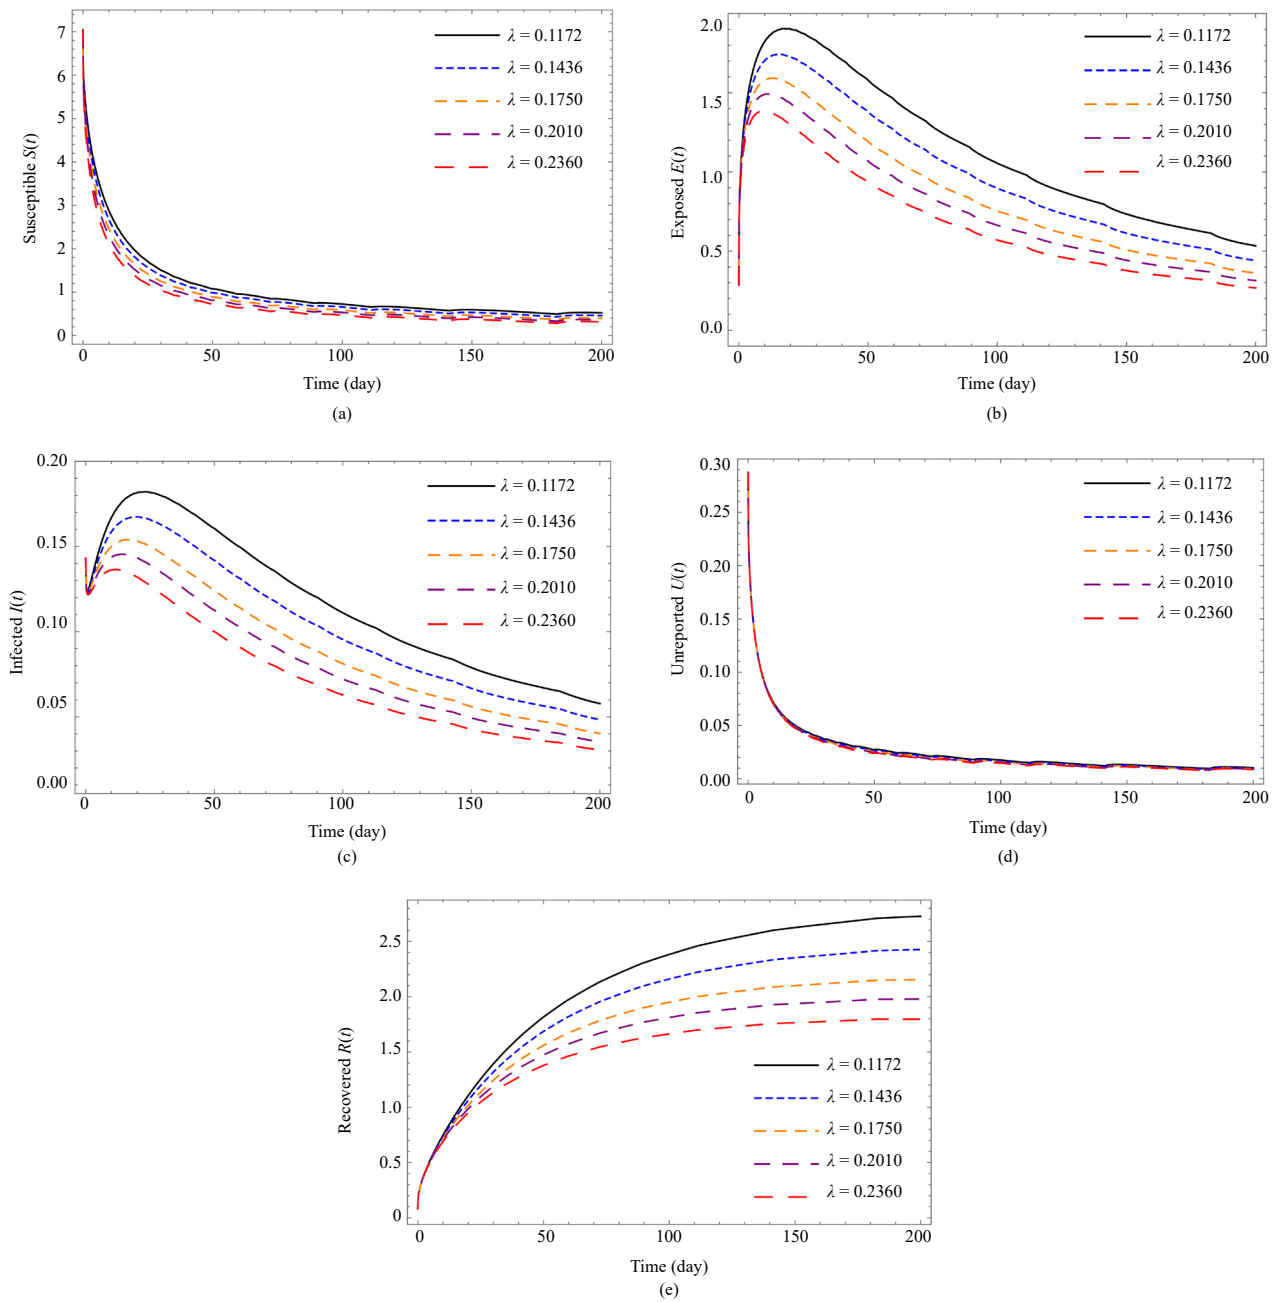 7
6
5
4
3
2
1
0
Susceptible S(t)
λ = 0.1172
λ = 0.1436
λ = 0.1750
λ = 0.2010
λ = 0.2360
0 50 100 150 200
Time (day)
(a)
2.0
1.5
1.0
0.5
0.0
Exposed E(t)
λ = 0.1172
λ = 0.1436
λ = 0.1750
λ = 0.2010
λ = 0.2360
0 50 100 150 200
Time (day)
(b)
0.20
0.15
0.10
0.05
0.00
Infected I(t)
λ = 0.1172
λ = 0.1436
λ = 0.1750
λ = 0.2010
λ = 0.2360
0 50 100 150 200
Time (day)
(c)
0.30
0.25
0.20
0.15
0.10
0.05
0.00
Unreported U(t)
λ = 0.1172
λ = 0.1436
λ = 0.1750
λ = 0.2010
λ = 0.2360
0 50 100 150 200
Time (day)
(d)
2.5
2.0
1.5
1.0
0.5
0
Recovered R(t)
λ = 0.1172
λ = 0.1436
λ = 0.1750
λ = 0.2010
λ = 0.2360
0 50 100 150 200
Time (day)
(e)